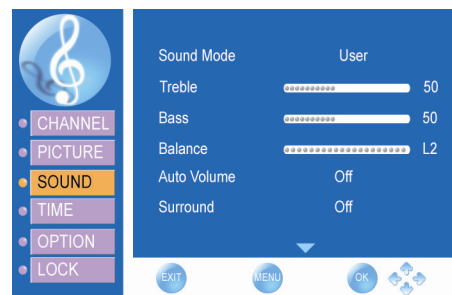 CHANNEL
PICTURE
SOUND
TIME
OPTION
LOCK
Sound Mode User
Treble 50
Bass 50
Balance L2
Auto Volume Off
Surround Off
EXIT MENU OK